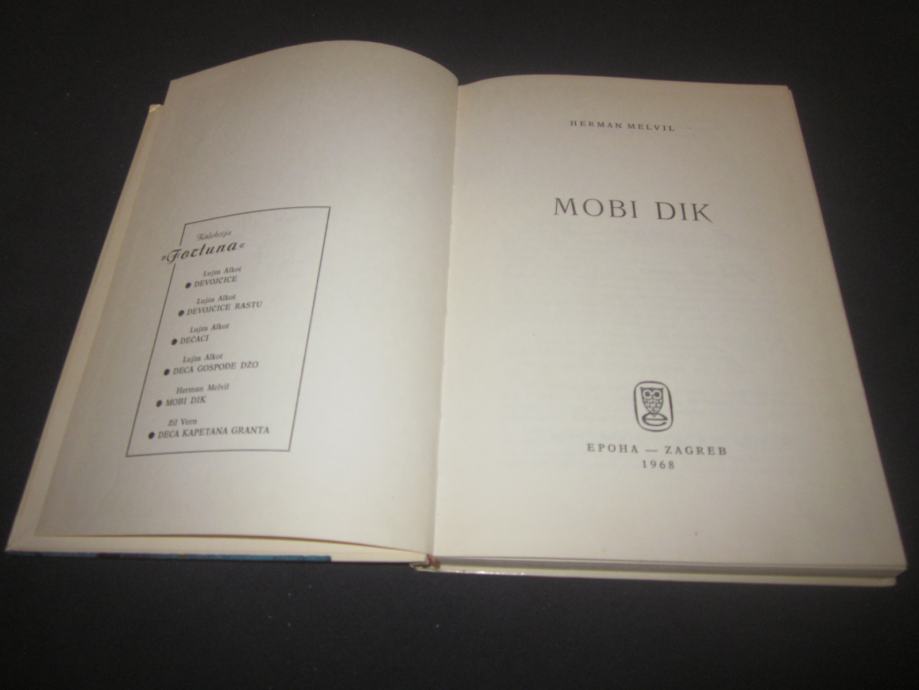 Kolekcija
»Fortuna«
Lujza Alkot
● DEVOJČICE
Lujza Alkot
● DEVOJČICE RASTU
Lujza Alkot
● DEČACI
Lujza Alkot
● DECA GOSPOĐE DŽO
Herman Melvil
● MOBI DIK
Žil Vern
● DECA KAPETANA GRANTA
HERMAN MELVIL
MOBI DIK
EPOHA — ZAGREB
1968